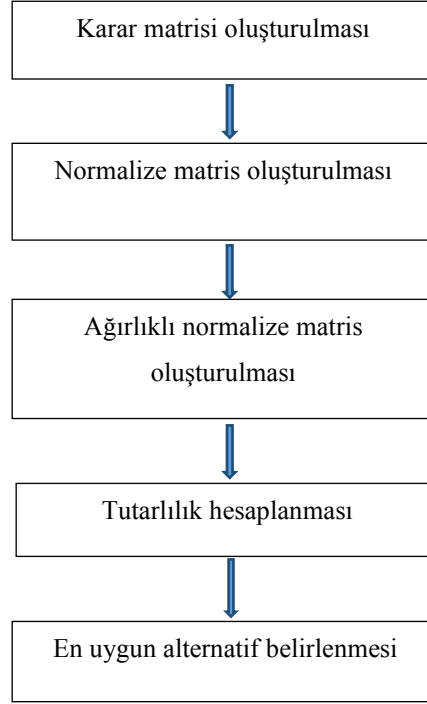 Karar matrisi oluşturulması
Normalize matris oluşturulması
Ağırlıklı normalize matris
oluşturulması
Tutarlılık hesaplanması
En uygun alternatif belirlenmesi